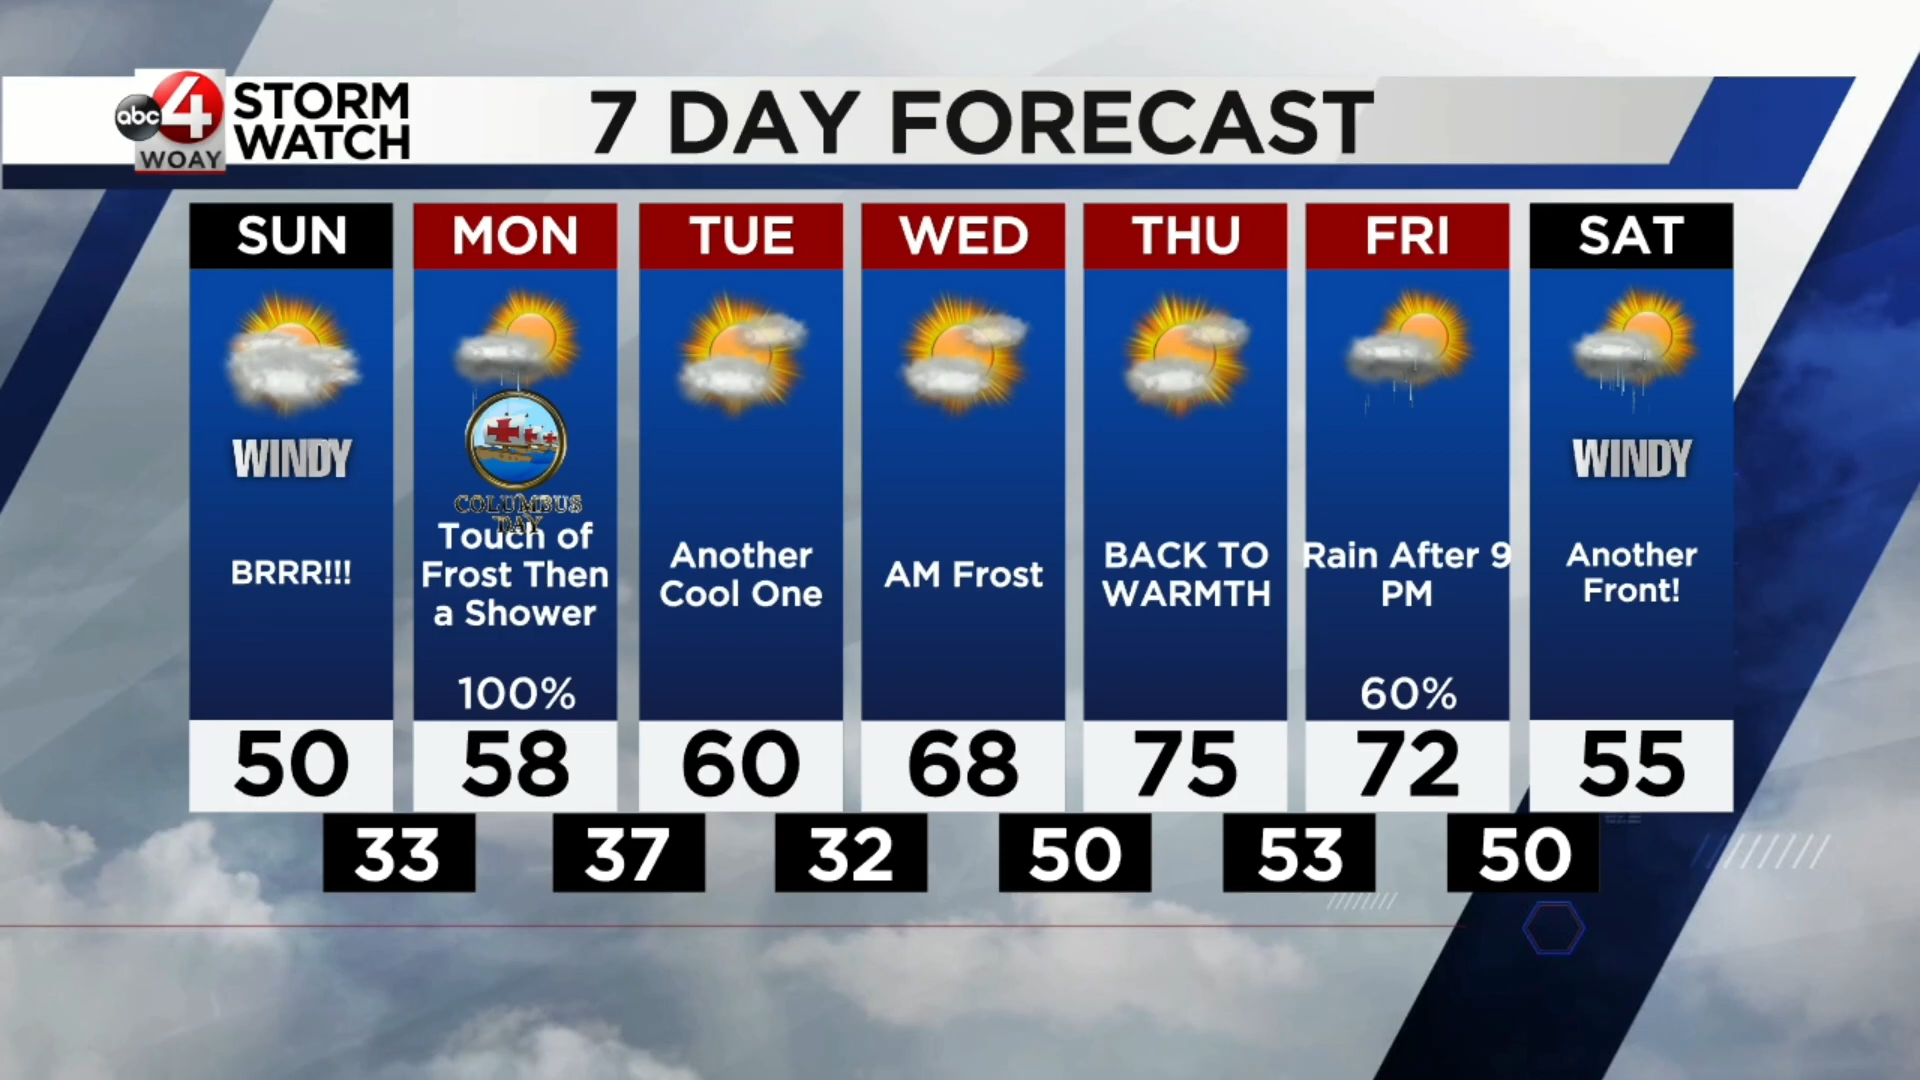 abc 4
WOAY
STORM
WATCH
7 DAY FORECAST
SUN
WINDY
BRRR!!!
50
MON
COLUMBUS
DAY
Touch of
Frost Then
a Shower
100%
58
TUE
Another
Cool One
60
WED
AM Frost
68
THU
BACK TO
WARMTH
75
FRI
Rain After 9
PM
60%
72
SAT
WINDY
Another
Front!
55
33
37
32
50
53
50